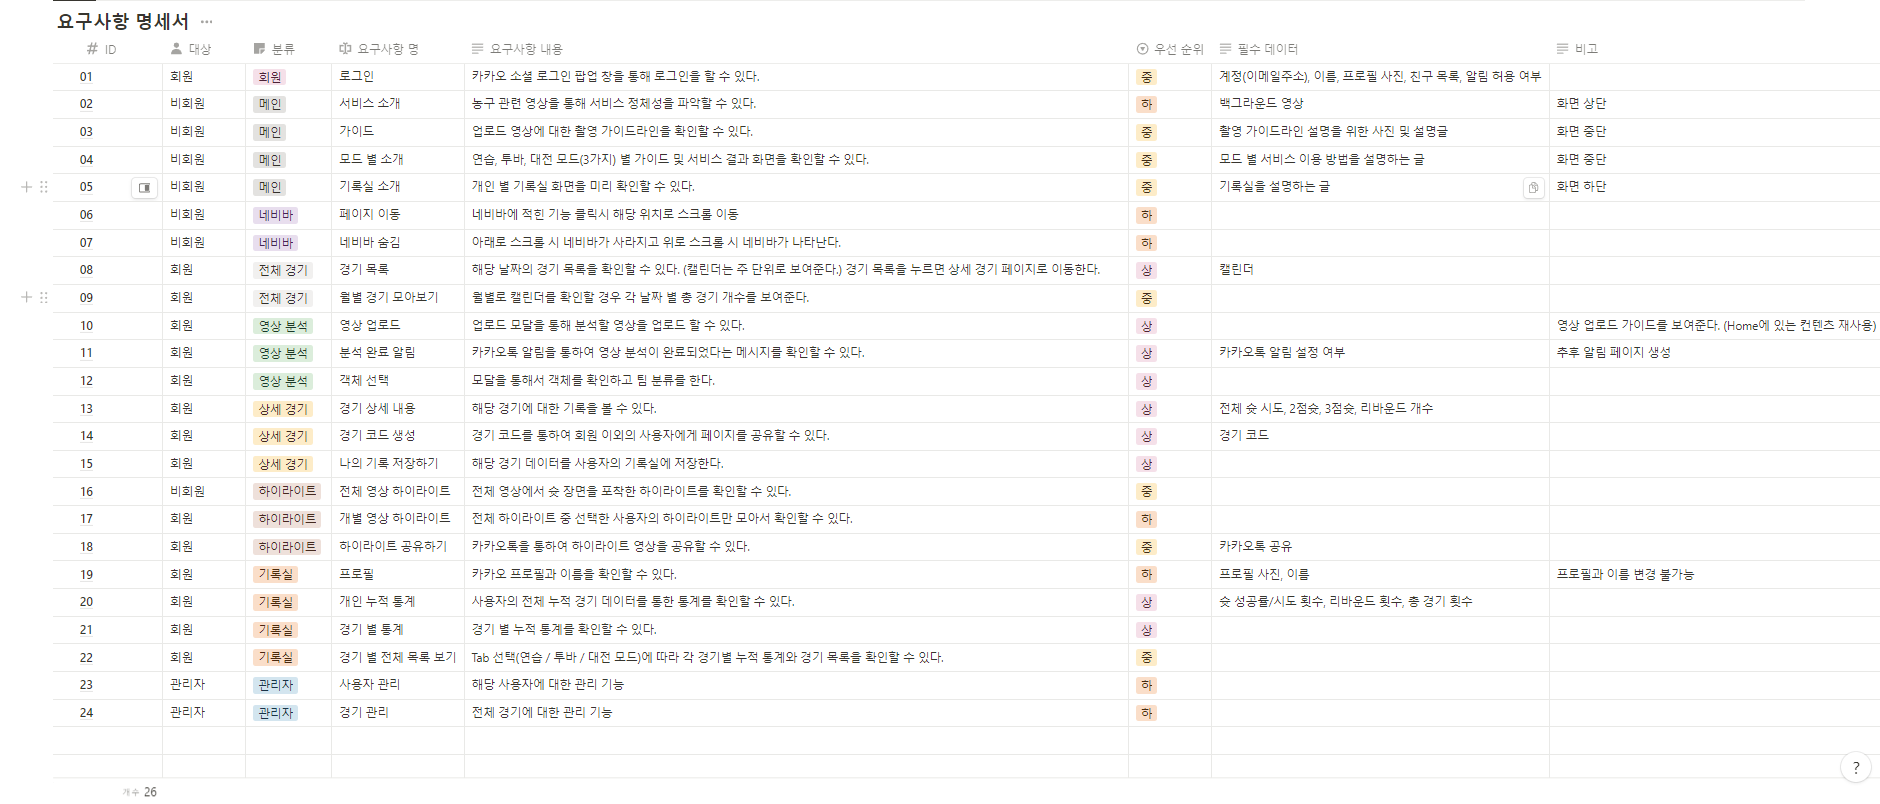 요구사항 명세서 ···
# ID 대상 분류 요구사항 명 요구사항 내용 우선 순위 필수 데이터 비고
01 회원 회원 로그인 카카오 소셜 로그인 팝업 창을 통해 로그인을 할 수 있다. 중 계정(이메일주소), 이름, 프로필 사진, 친구 목록, 알림 허용 여부
02 비회원 메인 서비스 소개 농구 관련 영상을 통해 서비스 정체성을 파악할 수 있다. 하 백그라운드 영상 화면 상단
03 비회원 메인 가이드 업로드 영상에 대한 촬영 가이드라인을 확인할 수 있다. 중 촬영 가이드라인 설명을 위한 사진 및 설명글 화면 중단
04 비회원 메인 모드 별 소개 연습, 투바, 대전 모드(3가지) 별 가이드 및 서비스 결과 화면을 확인할 수 있다. 중 모드 별 서비스 이용 방법을 설명하는 글 화면 중단
05 비회원 메인 기록실 소개 개인 별 기록실 화면을 미리 확인할 수 있다. 중 기록실을 설명하는 글 화면 하단
06 비회원 네비바 페이지 이동 네비바에 적힌 기능 클릭시 해당 위치로 스크롤 이동 하
07 비회원 네비바 네비바 숨김 아래로 스크롤 시 네비바가 사라지고 위로 스크롤 시 네비바가 나타난다. 하
08 회원 전체 경기 경기 목록 해당 날짜의 경기 목록을 확인할 수 있다. (캘린더는 주 단위로 보여준다.) 경기 목록을 누르면 상세 경기 페이지로 이동한다. 상 캘린더
09 회원 전체 경기 월별 경기 모아보기 월별로 캘린더를 확인할 경우 각 날짜 별 총 경기 개수를 보여준다. 중
10 회원 영상 분석 영상 업로드 업로드 모달을 통해 분석할 영상을 업로드 할 수 있다. 상 영상 업로드 가이드를 보여준다. (Home에 있는 컨텐츠 재사용)
11 회원 영상 분석 분석 완료 알림 카카오톡 알림을 통하여 영상 분석이 완료되었다는 메시지를 확인할 수 있다. 상 카카오톡 알림 설정 여부 추후 알림 페이지 생성
12 회원 영상 분석 객체 선택 모달을 통해서 객체를 확인하고 팀 분류를 한다. 상
13 회원 상세 경기 경기 상세 내용 해당 경기에 대한 기록을 볼 수 있다. 상 전체 슛 시도, 2점슛, 3점슛, 리바운드 개수
14 회원 상세 경기 경기 코드 생성 경기 코드를 통하여 회원 이외의 사용자에게 페이지를 공유할 수 있다. 상 경기 코드
15 회원 상세 경기 나의 기록 저장하기 해당 경기 데이터를 사용자의 기록실에 저장한다. 상
16 비회원 하이라이트 전체 영상 하이라이트 전체 영상에서 슛 장면을 포착한 하이라이트를 확인할 수 있다. 중
17 회원 하이라이트 개별 영상 하이라이트 전체 하이라이트 중 선택한 사용자의 하이라이트만 모아서 확인할 수 있다. 하
18 회원 하이라이트 하이라이트 공유하기 카카오톡을 통하여 하이라이트 영상을 공유할 수 있다. 중 카카오톡 공유
19 회원 기록실 프로필 카카오 프로필과 이름을 확인할 수 있다. 하 프로필 사진, 이름 프로필과 이름 변경 불가능
20 회원 기록실 개인 누적 통계 사용자의 전체 누적 경기 데이터를 통한 통계를 확인할 수 있다. 상 슛 성공률/시도 횟수, 리바운드 횟수, 총 경기 횟수
21 회원 기록실 경기 별 통계 경기 별 누적 통계를 확인할 수 있다. 상
22 회원 기록실 경기 별 전체 목록 보기 Tab 선택(연습 / 투바 / 대전 모드)에 따라 각 경기별 누적 통계와 경기 목록을 확인할 수 있다. 중
23 관리자 관리자 사용자 관리 해당 사용자에 대한 관리 기능 하
24 관리자 관리자 경기 관리 전체 경기에 대한 관리 기능 하
?
개수 26